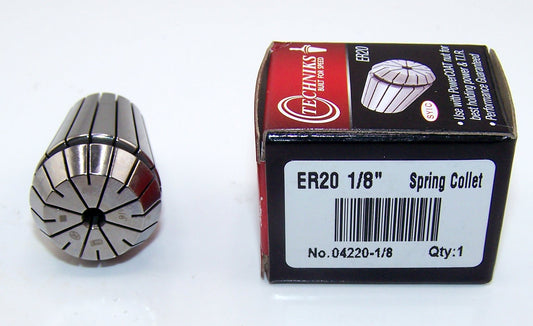 TECHNIKS
BUILT FOR SPEED
ER20
SYIC
• Use with PowerCOAT nut for
best holding power & T.I.R.
• Performance Guaranteed
ER20 1/8" Spring Collet
No.04220-1/8 Qty:1